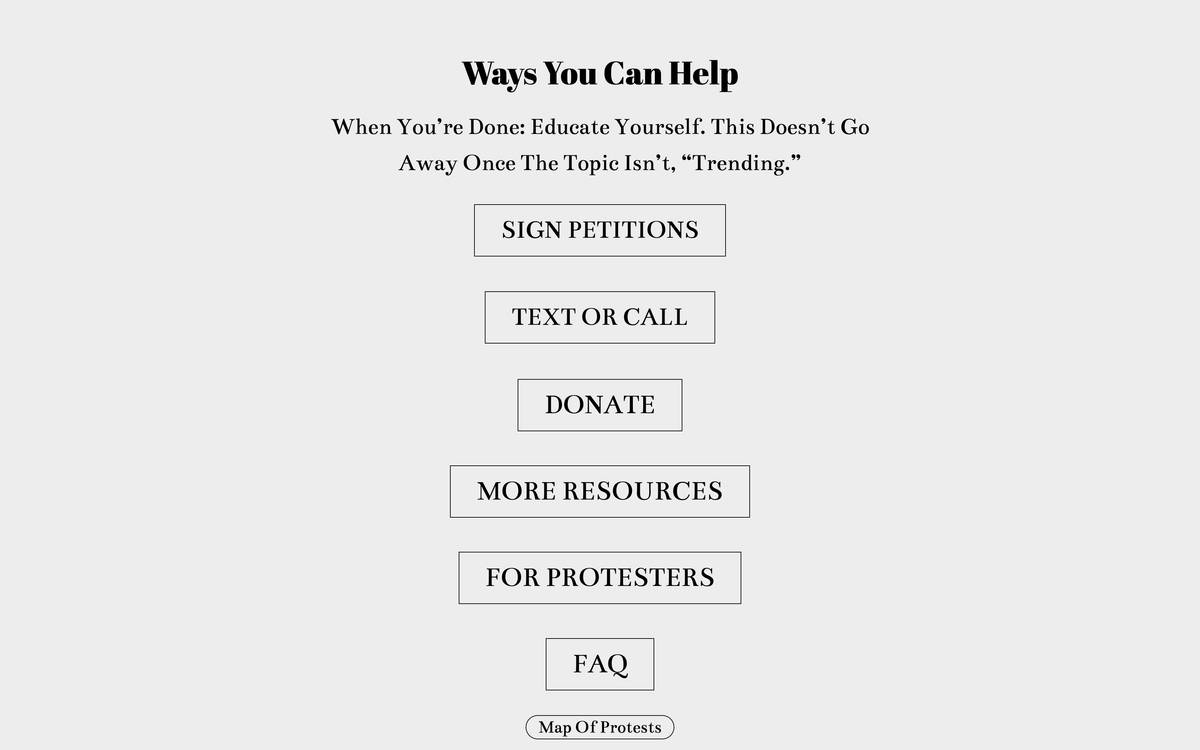 Ways You Can Help
When You’re Done: Educate Yourself. This Doesn’t Go
Away Once The Topic Isn’t, “Trending.”
SIGN PETITIONS
TEXT OR CALL
DONATE
MORE RESOURCES
FOR PROTESTERS
FAQ
Map Of Protests